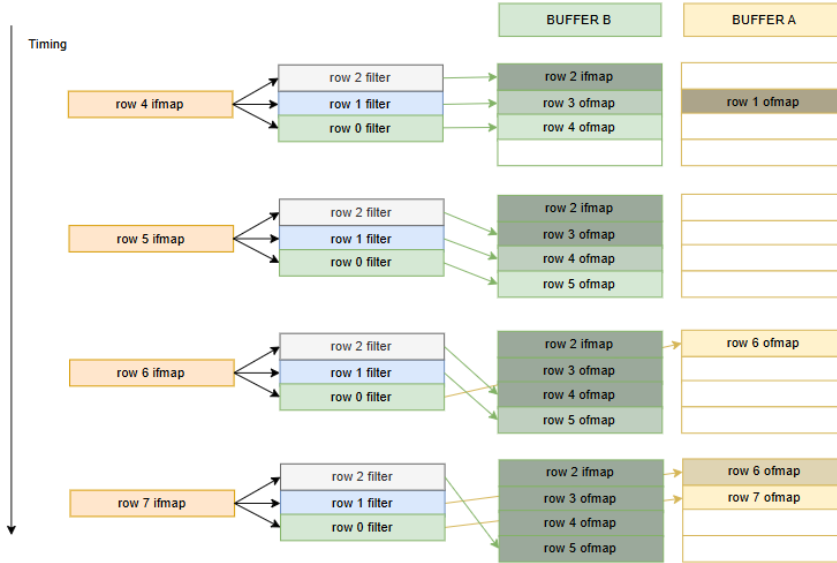 BUFFER B
BUFFER A
Timing
row 4 ifmap
row 2 filter
row 1 filter
row 0 filter
row 2 ifmap
row 3 ofmap
row 4 ofmap
row 1 ofmap
row 5 ifmap
row 2 filter
row 1 filter
row 0 filter
row 2 ifmap
row 3 ofmap
row 4 ofmap
row 5 ofmap
row 6 ifmap
row 2 filter
row 1 filter
row 0 filter
row 2 ifmap
row 3 ofmap
row 4 ofmap
row 5 ofmap
row 6 ofmap
row 7 ifmap
row 2 filter
row 1 filter
row 0 filter
row 2 ifmap
row 3 ofmap
row 4 ofmap
row 5 ofmap
row 6 ofmap
row 7 ofmap